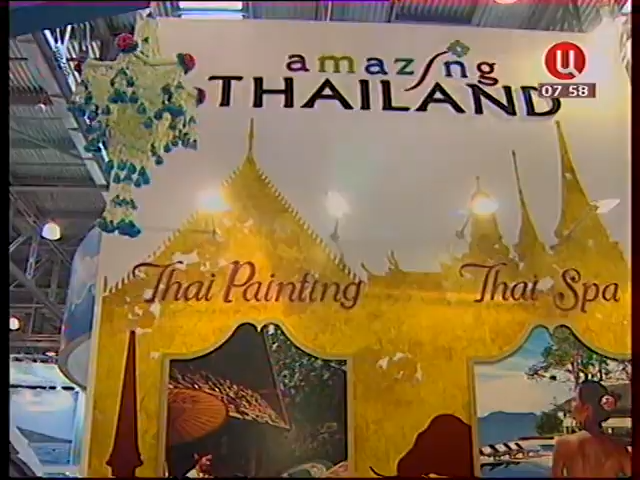 amazing
THAILAND
Ц
07 58
Thai Painting
Thai Spa